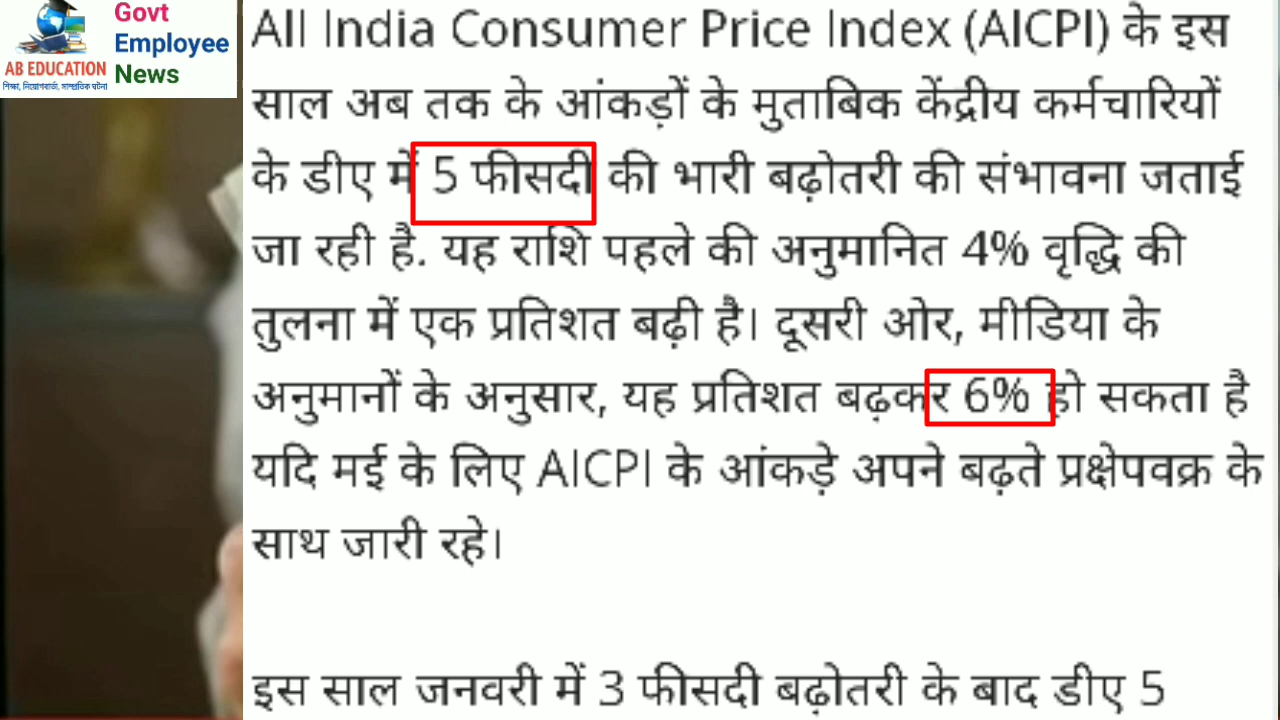 Govt
Employee
News
AB EDUCATION
শিক্ষা, নিয়োগবার্তা, সাম্প্রতিক ঘটনা
All India Consumer Price Index (AICPI) के इस
साल अब तक के आंकड़ों के मुताबिक केंद्रीय कर्मचारियों
के डीए में 5 फीसदी की भारी बढ़ोतरी की संभावना जताई
जा रही है. यह राशि पहले की अनुमानित 4% वृद्धि की
तुलना में एक प्रतिशत बढ़ी है। दूसरी ओर, मीडिया के
अनुमानों के अनुसार, यह प्रतिशत बढ़कर 6% हो सकता है
यदि मई के लिए AICPI के आंकड़े अपने बढ़ते प्रक्षेपवक्र के
साथ जारी रहे।
इस साल जनवरी में 3 फीसदी बढ़ोतरी के बाद डीए 5